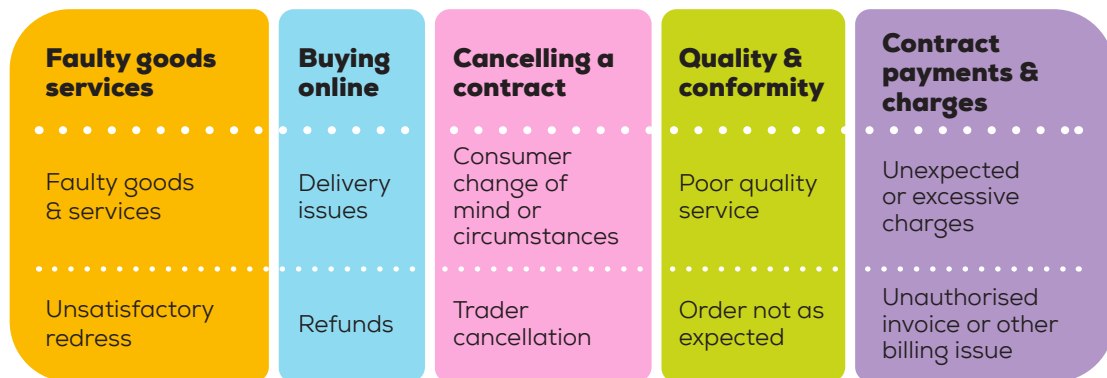 Faulty goods
services
Buying
online
Cancelling a
contract
Quality &
conformity
Contract
payments &
charges
Faulty goods
& services
Delivery
issues
Consumer
change of
mind or
circumstances
Poor quality
service
Unexpected
or excessive
charges
Unsatisfactory
redress
Refunds
Trader
cancellation
Order not as
expected
Unauthorised
invoice or other
billing issue